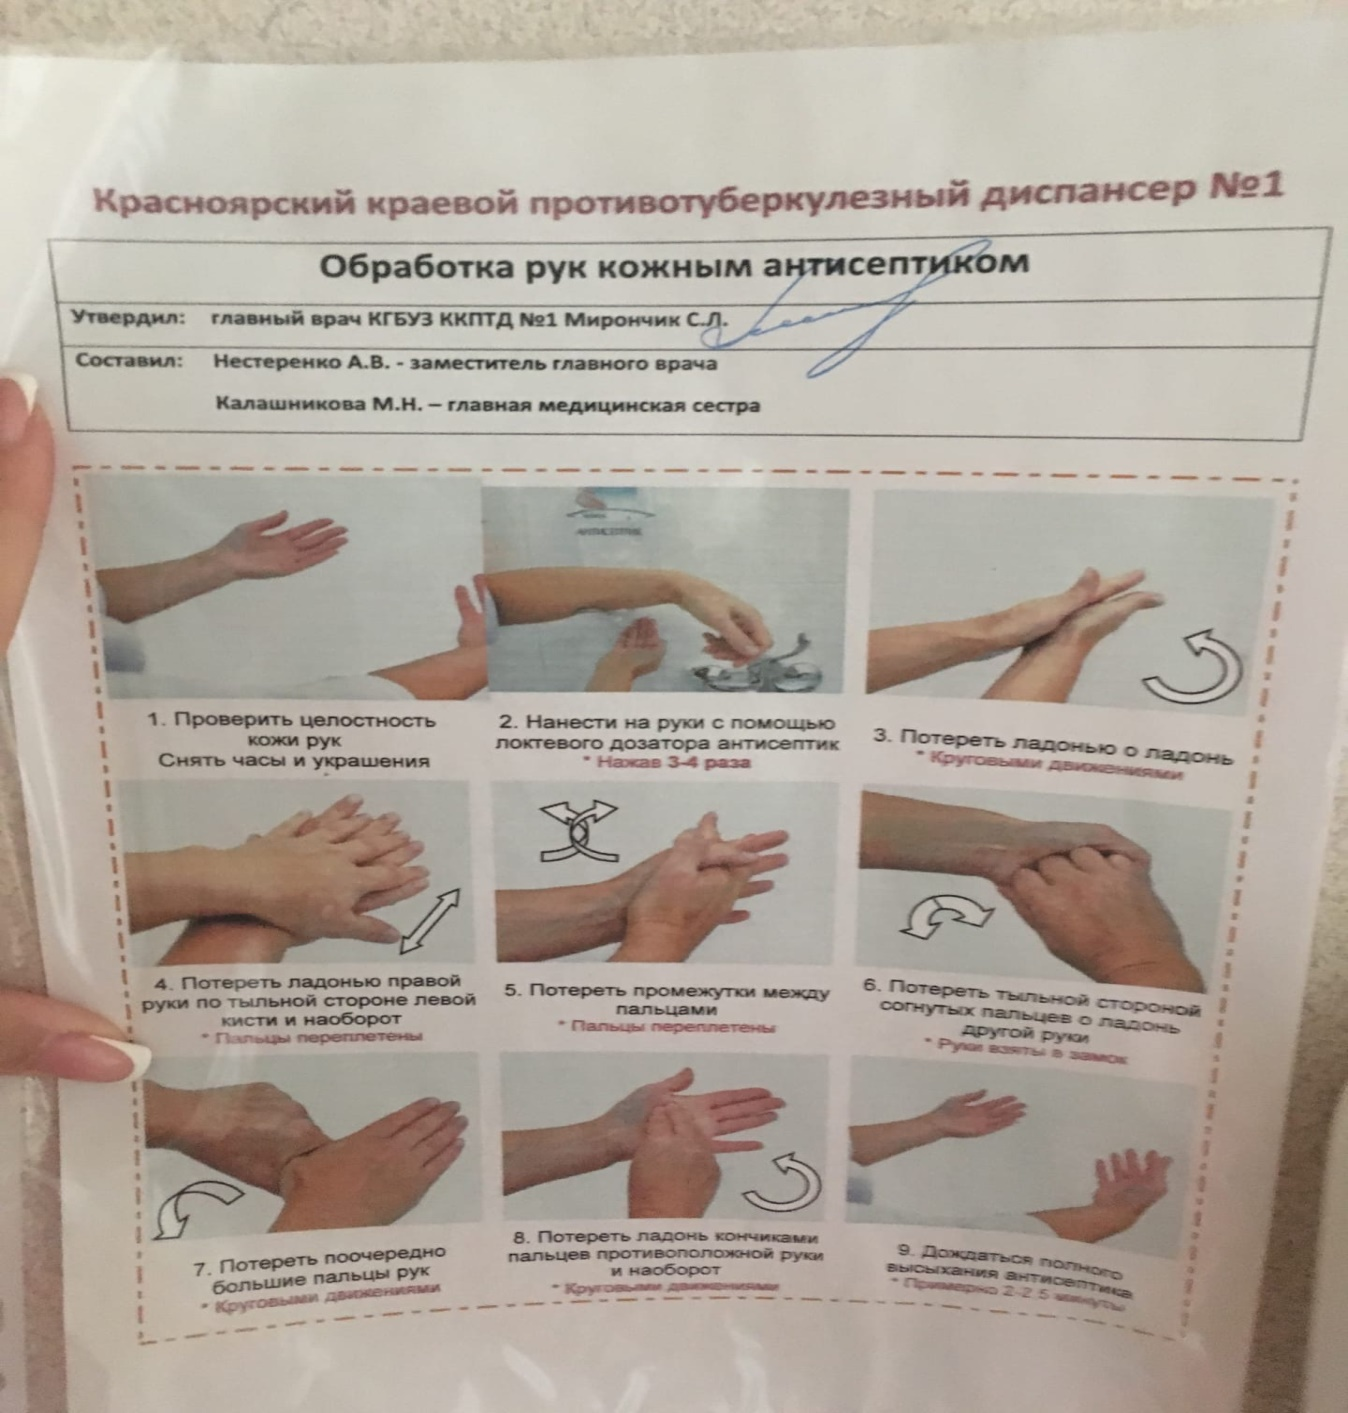 Красноярский краевой противотуберкулезный диспансер №1
Обработка рук кожным антисептиком
Утвердил: главный врач КГБУЗ ККПТД №1 Мирончик С.Л.
Составил: Нестеренко А.В. - заместитель главного врача
Калашникова М.Н. – главная медицинская сестра
АНТИСЕПТИК
1. Проверить целостность
кожи рук
Снять часы и украшения
2. Нанести на руки с помощью
локтевого дозатора антисептик
* Нажав 3-4 раза
3. Потереть ладонью о ладонь
* Круговыми движениями
4. Потереть ладонью правой
руки по тыльной стороне левой
кисти и наоборот
* Пальцы переплетены
5. Потереть промежутки между
пальцами
* Пальцы переплетены
6. Потереть тыльной стороной
согнутых пальцев о ладонь
другой руки
* Руки взяты в замок
7. Потереть поочередно
большие пальцы рук
* Круговыми движениями
8. Потереть ладонь кончиками
пальцев противоположной руки
и наоборот
* Круговыми движениями
9. Дождаться полного
высыхания антисептика
* Примерно 2-2.5 минуты